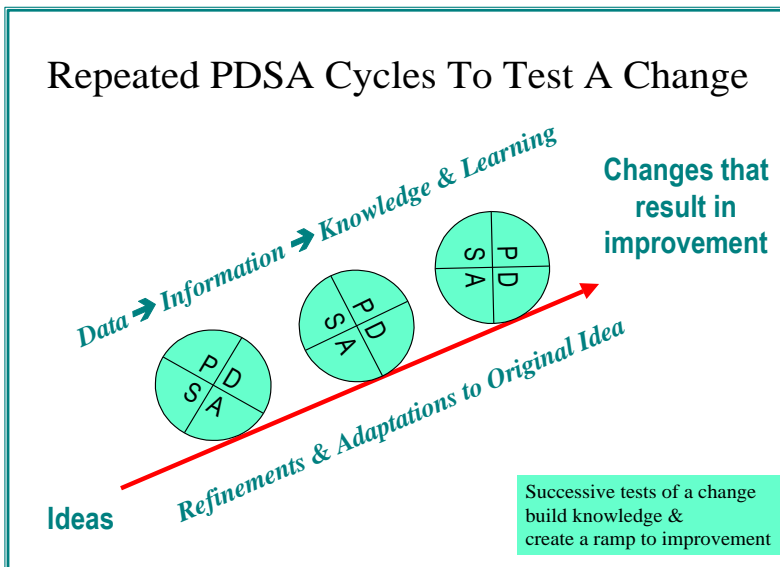 Repeated PDSA Cycles To Test A Change
Data → Information → Knowledge & Learning
Changes that
result in
improvement
P D
S A
P D
S A
P D
S A
Refinements & Adaptations to Original Idea
Ideas
Successive tests of a change
build knowledge &
create a ramp to improvement